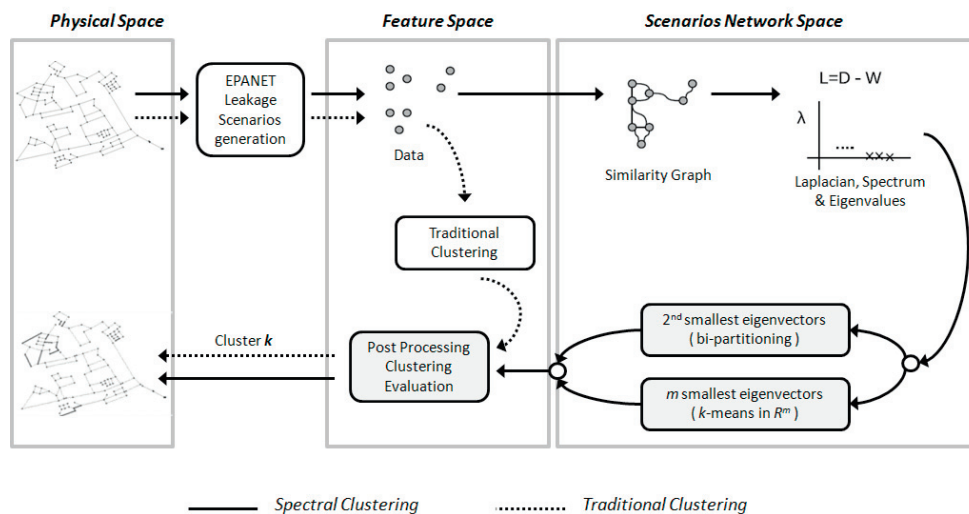 Physical Space
Feature Space
Scenarios Network Space
EPANET
Leakage
Scenarios
generation
Data
Similarity Graph
L=D - W
λ
....
Laplacian, Spectrum
& Eigenvalues
Traditional
Clustering
Cluster k
Post Processing
Clustering
Evaluation
2nd smallest eigenvectors
( bi-partitioning )
m smallest eigenvectors
( k-means in Rm )
Spectral Clustering
Traditional Clustering